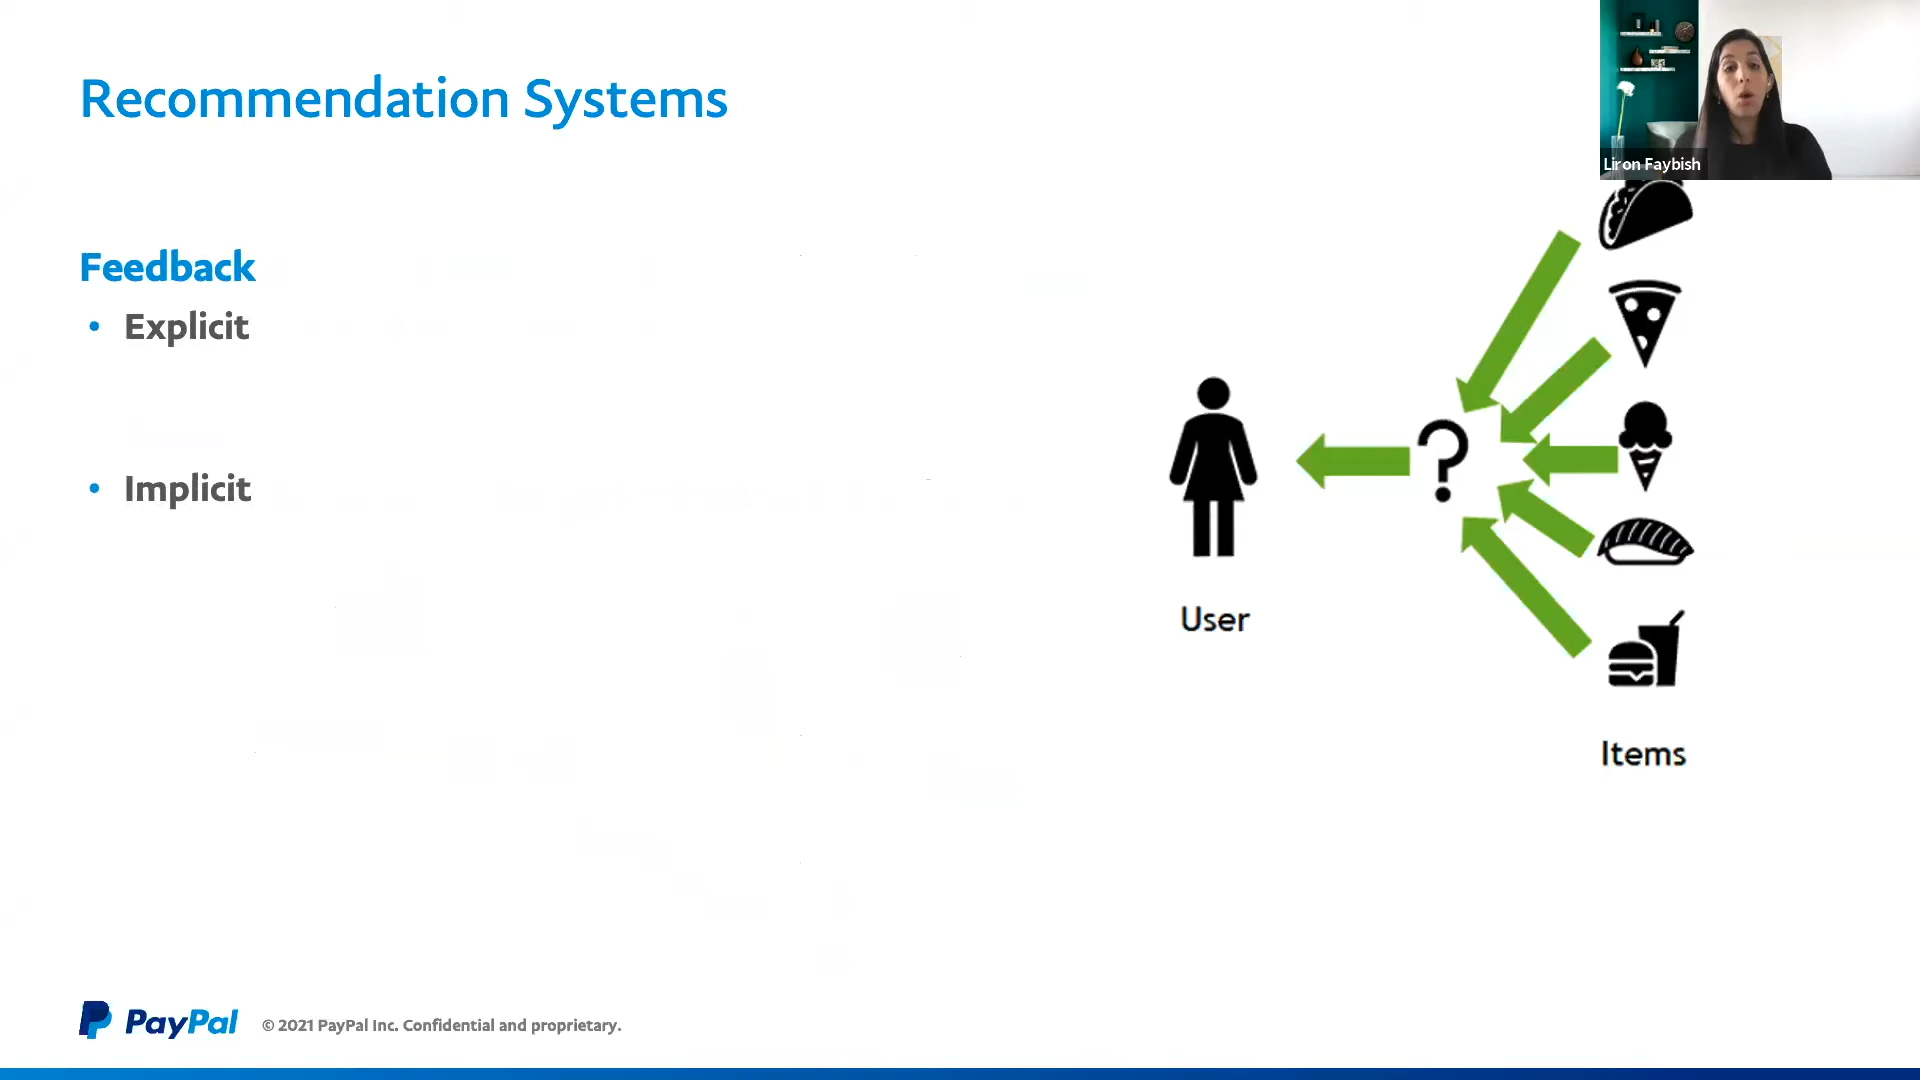 Recommendation Systems
Liron Faybish
Feedback
• Explicit
• Implicit
?
User
Items
PayPal © 2021 PayPal Inc. Confidential and proprietary.